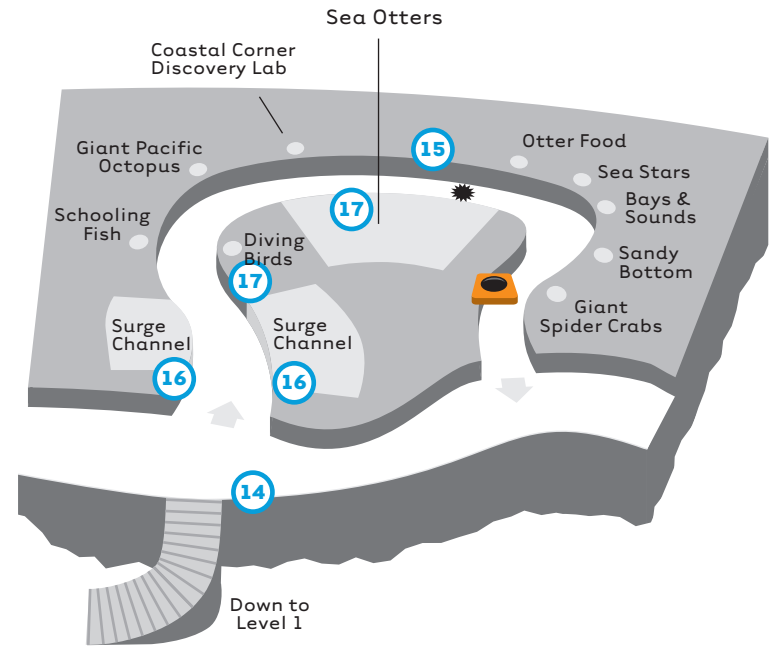 Sea Otters
Coastal Corner
Discovery Lab
15
Otter Food
Giant Pacific
Octopus
Sea Stars
17
Bays &
Sounds
Schooling
Fish
Diving
Birds
17
Sandy
Bottom
Giant
Spider Crabs
Surge
Channel
16
Surge
Channel
16
14
Down to
Level 1